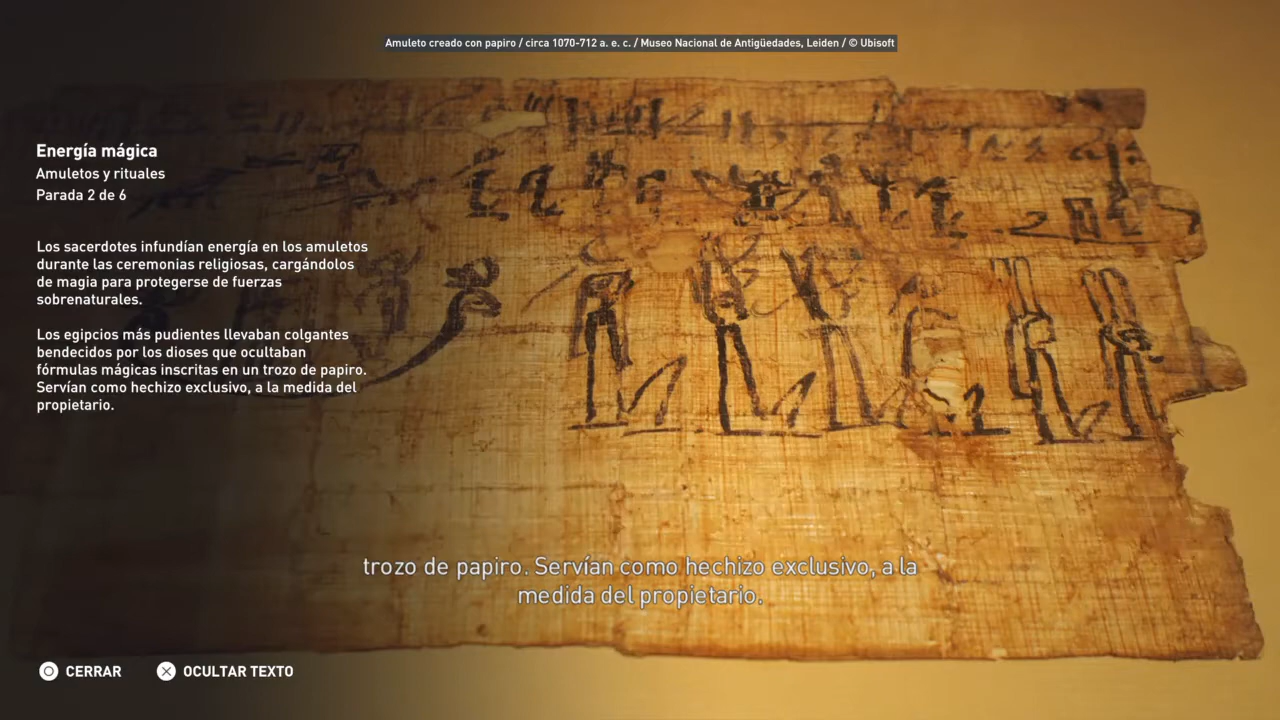 Amuleto creado con papiro / circa 1070-712 a. e. c. / Museo Nacional de Antigüedades, Leiden / © Ubisoft
Energía mágica
Amuletos y rituales
Parada 2 de 6
Los sacerdotes infundían energía en los amuletos
durante las ceremonias religiosas, cargándolos
de magia para protegerse de fuerzas
sobrenaturales.
Los egipcios más pudientes llevaban colgantes
bendecidos por los dioses que ocultaban
fórmulas mágicas inscritas en un trozo de papiro.
Servían como hechizo exclusivo, a la medida del
propietario.
trozo de papiro. Servían como hechizo exclusivo, a la
medida del propietario.
CERRAR
OCULTAR TEXTO